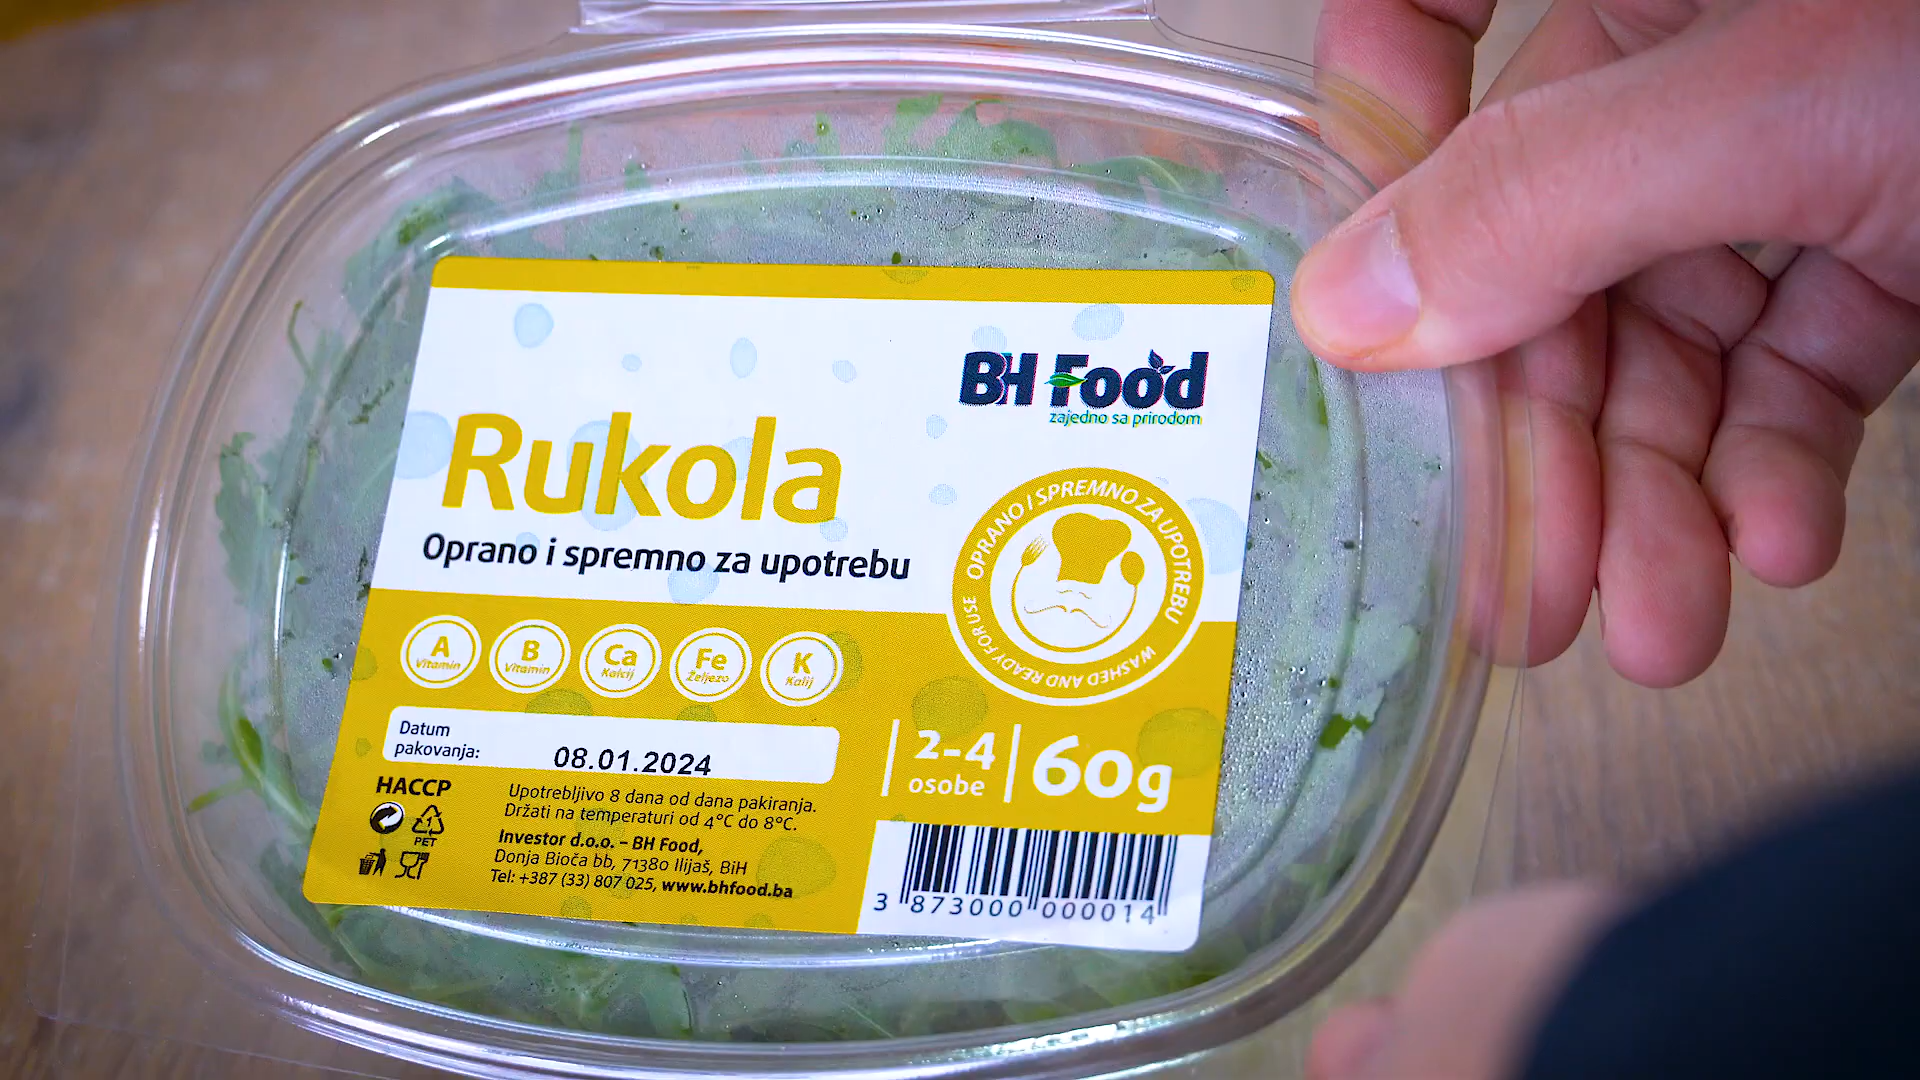 BH Food
zajedno sa prirodom
Rukola
Oprano i spremno za upotrebu
OPRANO / SPREMNO ZA UPOTREBU
WASHED AND READY FOR USE
A
Vitamin
B
Vitamin
Ca
Kalcij
Fe
Željezo
K
Kalij
Datum
pakovanja:
08.01.2024
2-4
osobe
60g
HACCP
1
PET
Upotrebljivo 8 dana od dana pakiranja.
Držati na temperaturi od 4°C do 8°C.
Investor d.o.o. – BH Food,
Donja Bioča bb, 71380 Ilijaš, BiH
Tel: +387 (33) 807 025, www.bhfood.ba
3 873000 000014